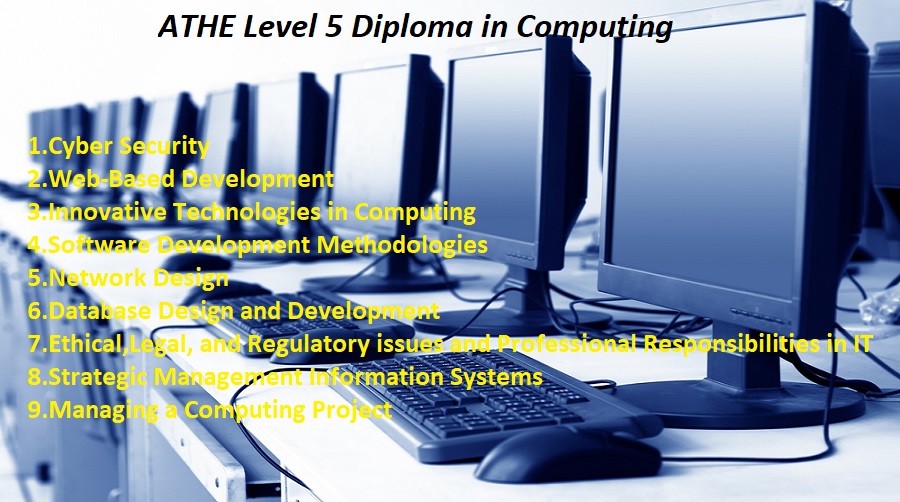 ATHE Level 5 Diploma in Computing
1.Cyber Security
2.Web-Based Development
3.Innovative Technologies in Computing
4.Software Development Methodologies
5.Network Design
6.Database Design and Development
7.Ethical,Legal, and Regulatory issues and Professional Responsibilities in IT
8.Strategic Management Information Systems
9.Managing a Computing Project